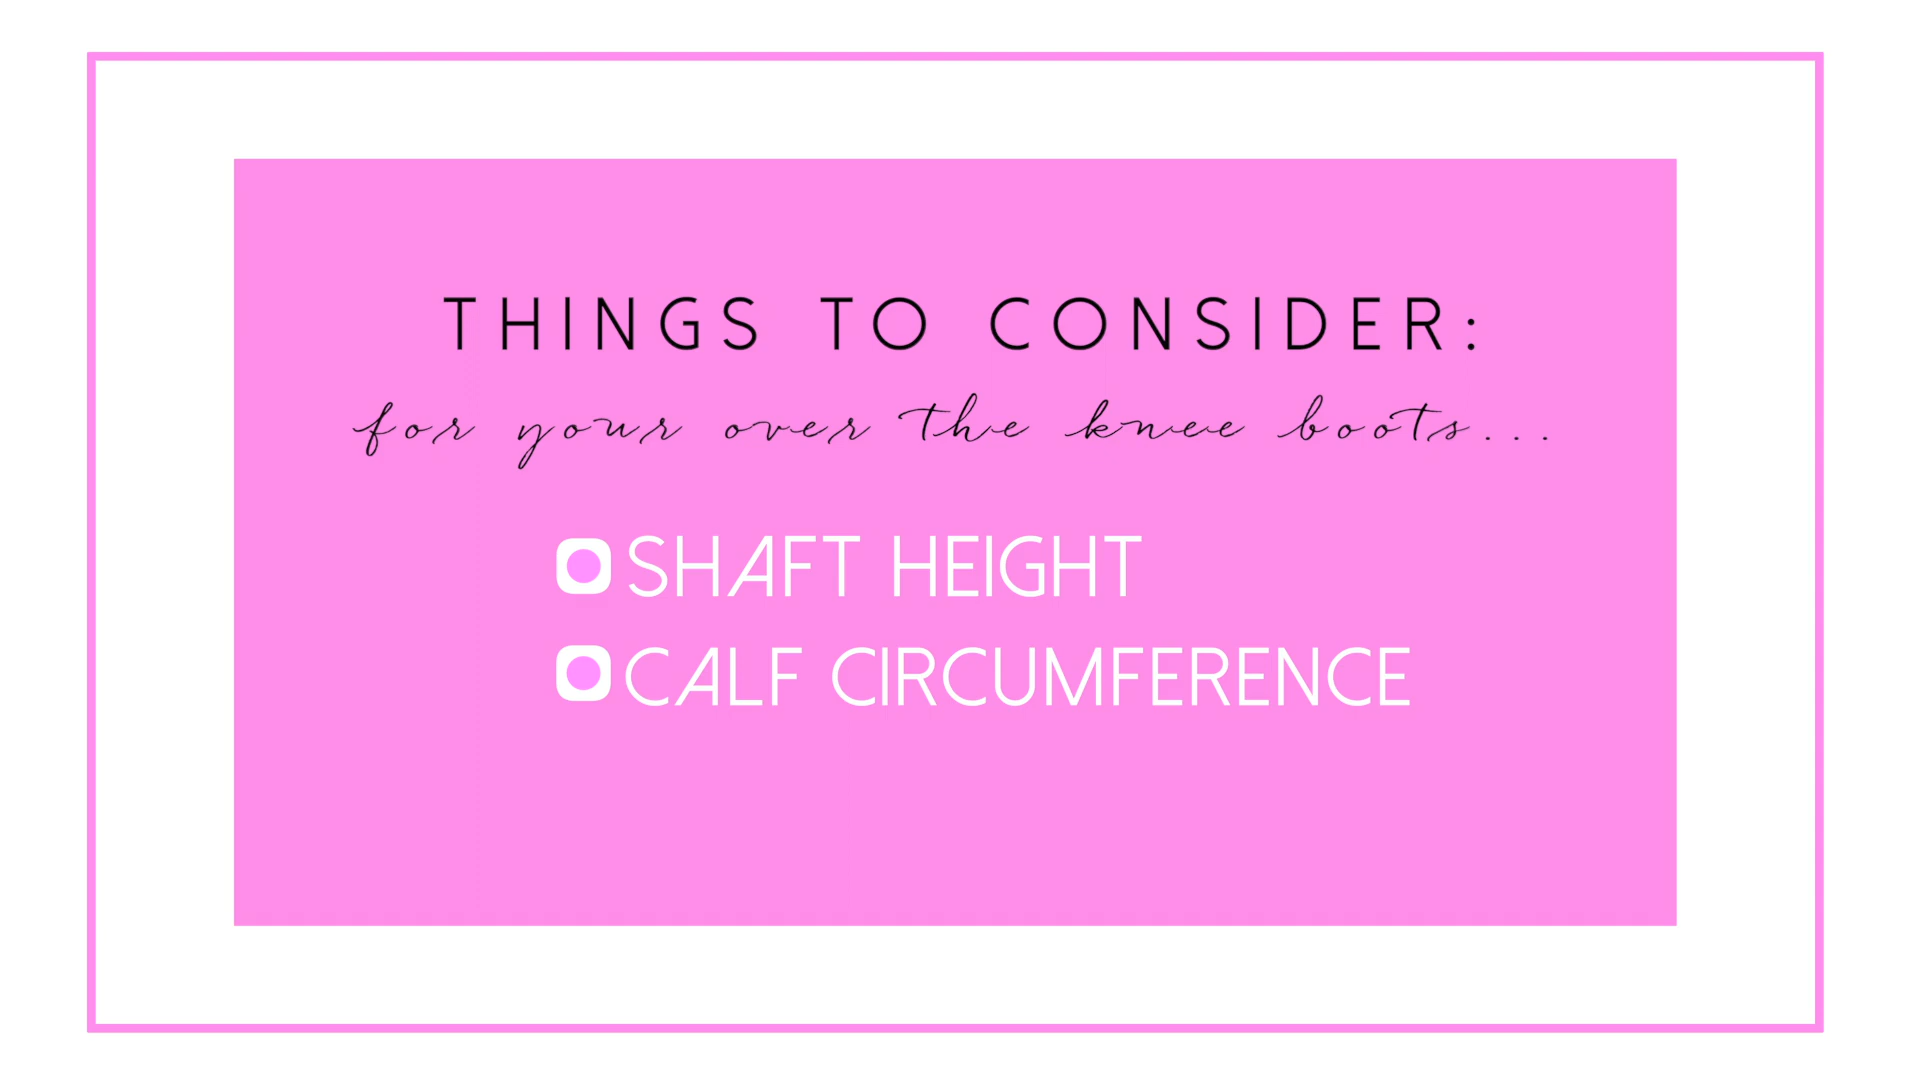 THINGS TO CONSIDER:
for your over the knee boots...
SHAFT HEIGHT
CALF CIRCUMFERENCE